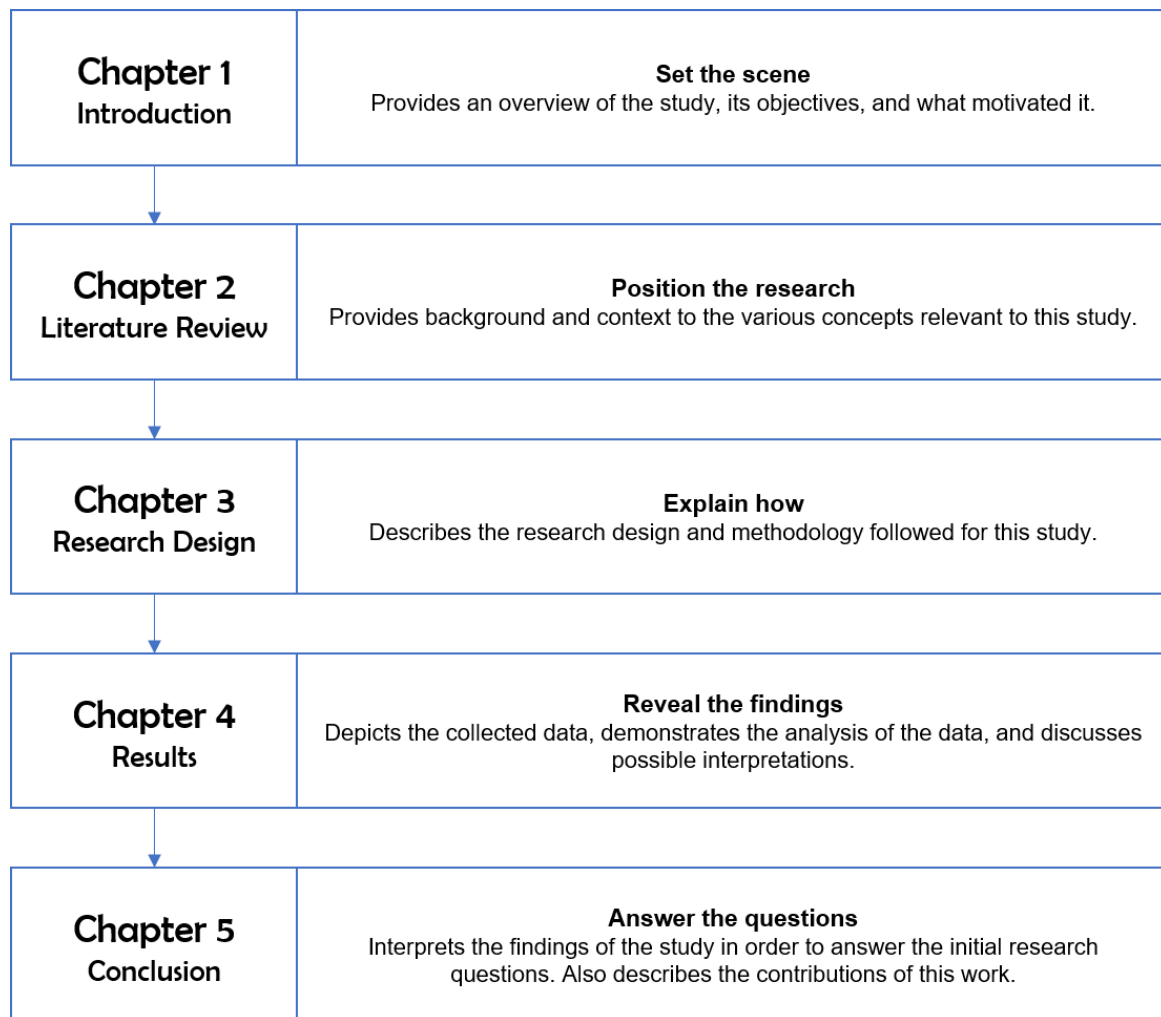 Chapter 1
Introduction
Set the scene
Provides an overview of the study, its objectives, and what motivated it.
Chapter 2
Literature Review
Position the research
Provides background and context to the various concepts relevant to this study.
Chapter 3
Research Design
Explain how
Describes the research design and methodology followed for this study.
Chapter 4
Results
Reveal the findings
Depicts the collected data, demonstrates the analysis of the data, and discusses
possible interpretations.
Chapter 5
Conclusion
Answer the questions
Interprets the findings of the study in order to answer the initial research
questions. Also describes the contributions of this work.